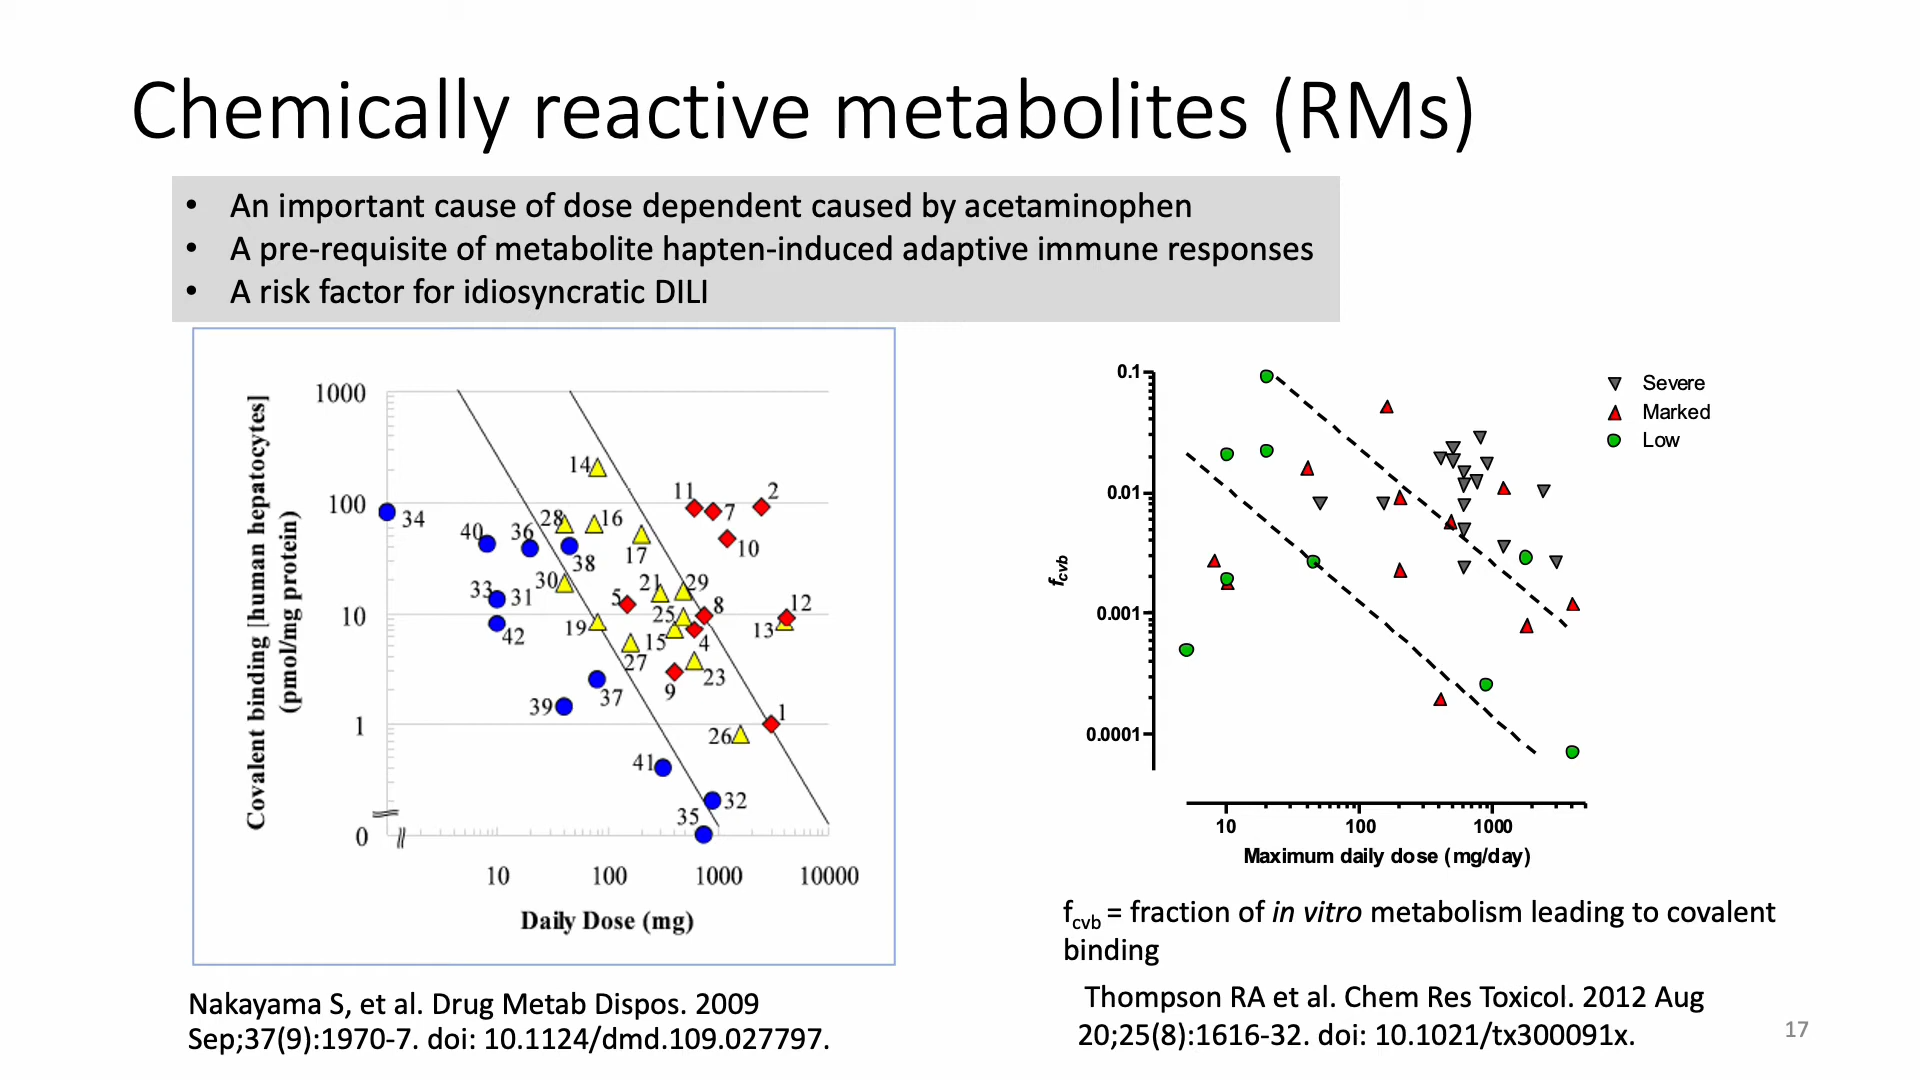 Chemically reactive metabolites (RMs)
• An important cause of dose dependent caused by acetaminophen
• A pre-requisite of metabolite hapten-induced adaptive immune responses
• A risk factor for idiosyncratic DILI
Covalent binding [human hepatocytes]
(pmol/mg protein)
1000
100
10
1
0
14
11
2
7
34
28
16
40
36
17
10
38
30
21
29
33
31
5
8
12
25
42
19
15
4
13
27
23
9
37
39
1
26
41
32
35
10
100
1000
10000
Daily Dose (mg)
0.1
0.01
0.001
0.0001
fcvb
Severe
Marked
Low
10
100
1000
Maximum daily dose (mg/day)
fcvb = fraction of in vitro metabolism leading to covalent
binding
Nakayama S, et al. Drug Metab Dispos. 2009
Sep;37(9):1970-7. doi: 10.1124/dmd.109.027797.
Thompson RA et al. Chem Res Toxicol. 2012 Aug
20;25(8):1616-32. doi: 10.1021/tx300091x.
17